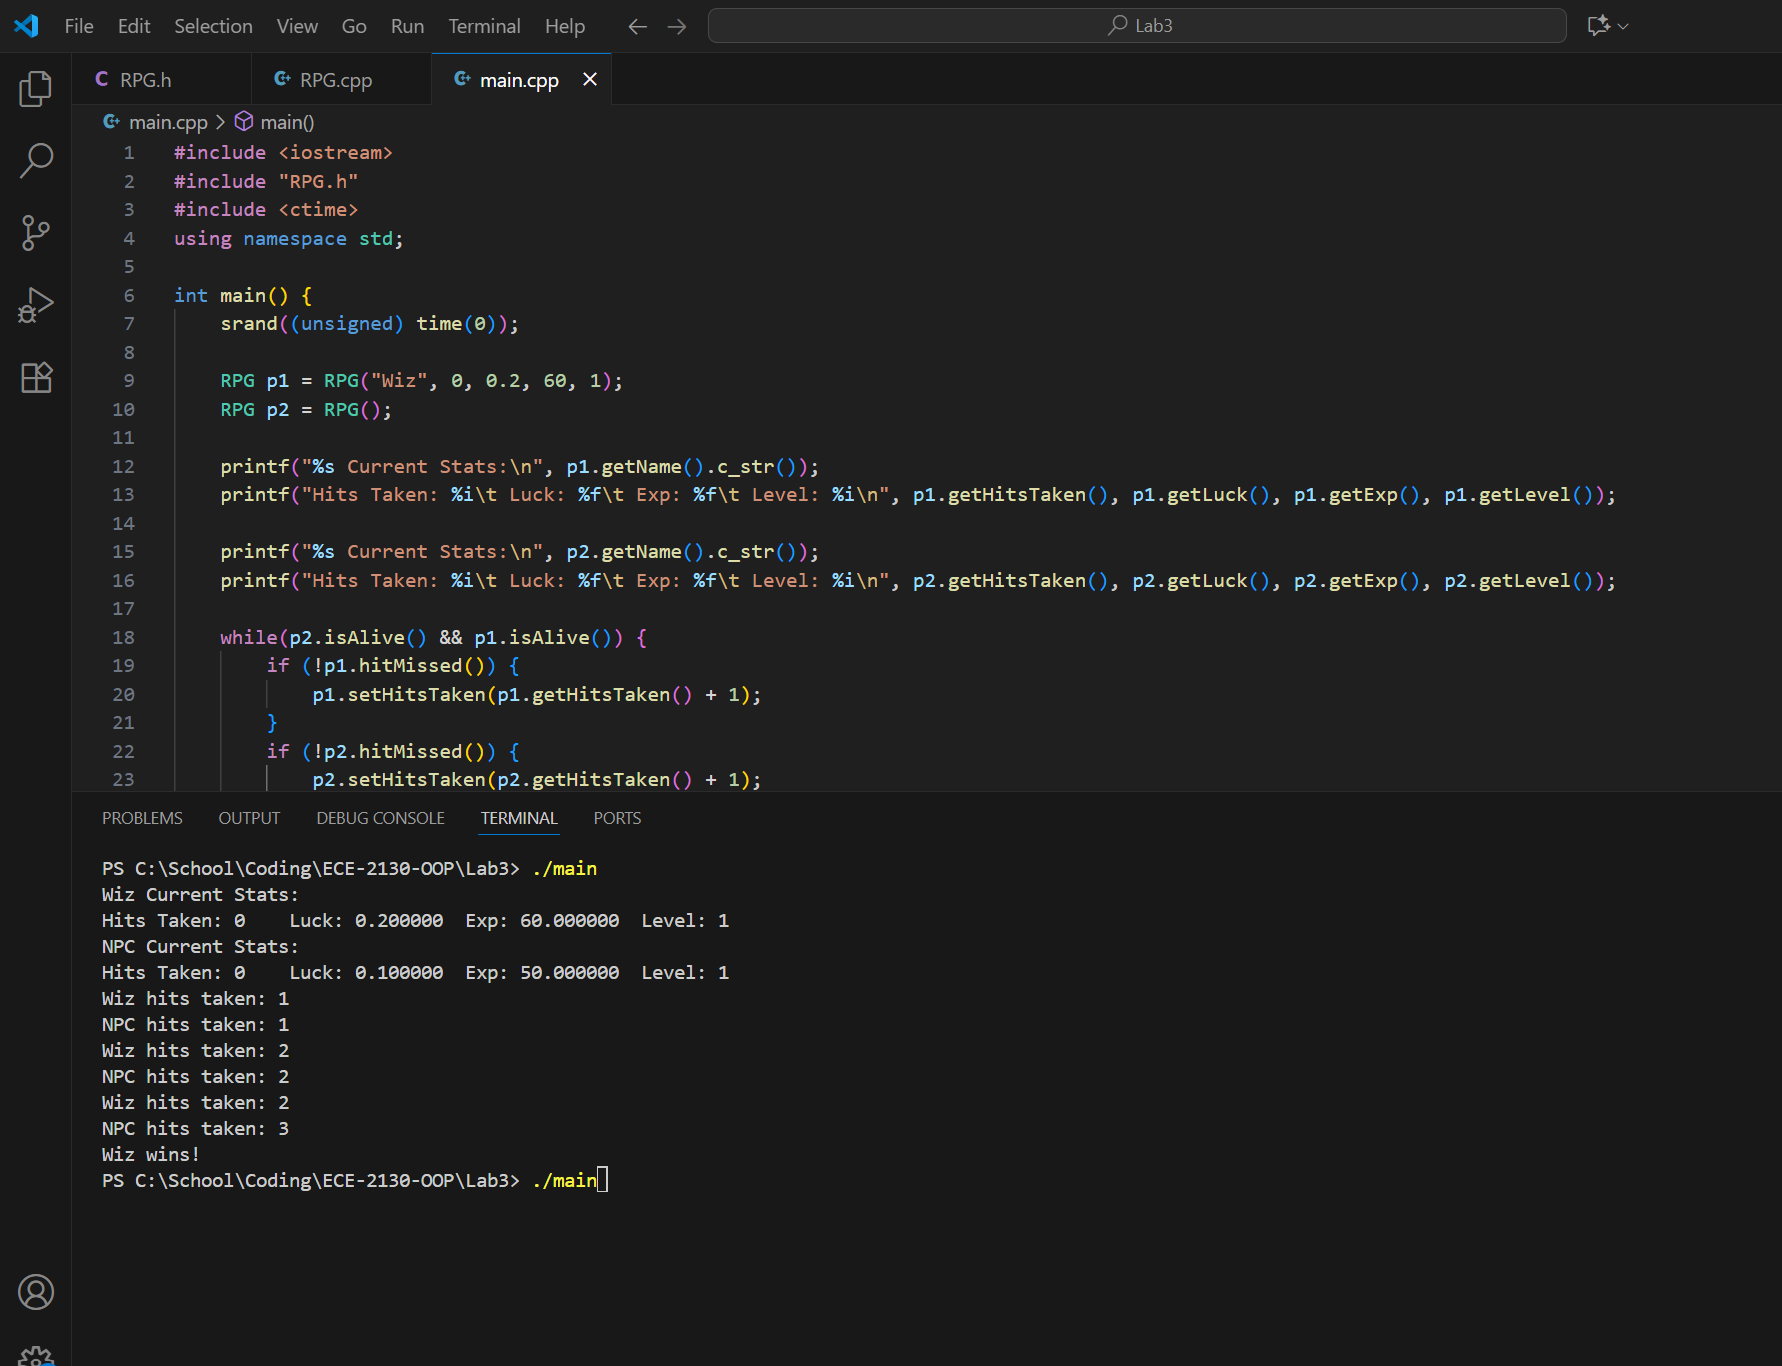 File Edit Selection View Go Run Terminal Help Lab3
RPG.h RPG.cpp main.cpp
main.cpp > main()
1 #include <iostream>
2 #include "RPG.h"
3 #include <ctime>
4 using namespace std;
5
6 int main() {
7 srand((unsigned) time(0));
8
9 RPG p1 = RPG("Wiz", 0, 0.2, 60, 1);
10 RPG p2 = RPG();
11
12 printf("%s Current Stats:\n", p1.getName().c_str());
13 printf("Hits Taken: %i\t Luck: %f\t Exp: %f\t Level: %i\n", p1.getHitsTaken(), p1.getLuck(), p1.getExp(), p1.getLevel());
14
15 printf("%s Current Stats:\n", p2.getName().c_str());
16 printf("Hits Taken: %i\t Luck: %f\t Exp: %f\t Level: %i\n", p2.getHitsTaken(), p2.getLuck(), p2.getExp(), p2.getLevel());
17
18 while(p2.isAlive() && p1.isAlive()) {
19 if (!p1.hitMissed()) {
20 p1.setHitsTaken(p1.getHitsTaken() + 1);
21 }
22 if (!p2.hitMissed()) {
23 p2.setHitsTaken(p2.getHitsTaken() + 1);
PROBLEMS OUTPUT DEBUG CONSOLE TERMINAL PORTS
PS C:\School\Coding\ECE-2130-OOP\Lab3> ./main
Wiz Current Stats:
Hits Taken: 0 Luck: 0.200000 Exp: 60.000000 Level: 1
NPC Current Stats:
Hits Taken: 0 Luck: 0.100000 Exp: 50.000000 Level: 1
Wiz hits taken: 1
NPC hits taken: 1
Wiz hits taken: 2
NPC hits taken: 2
Wiz hits taken: 2
NPC hits taken: 3
Wiz wins!
PS C:\School\Coding\ECE-2130-OOP\Lab3> ./main